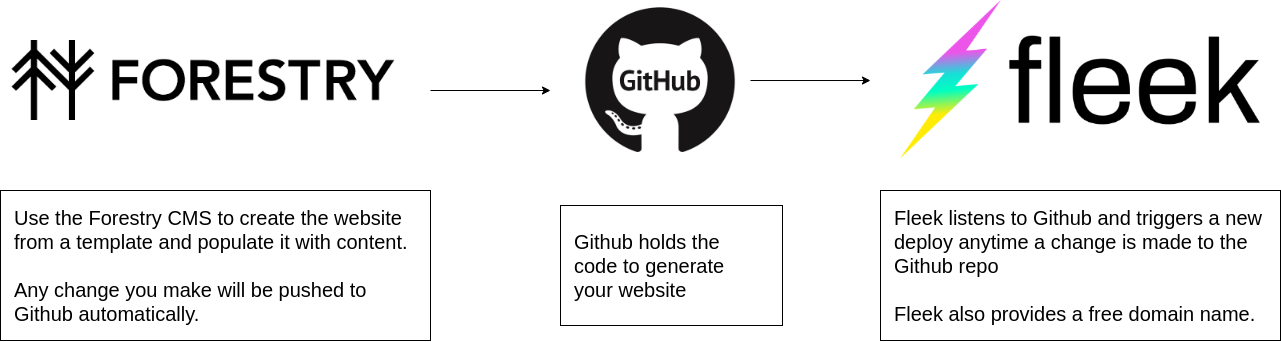 FORESTRY
GitHub
fleek
Use the Forestry CMS to create the website
from a template and populate it with content.
Any change you make will be pushed to
Github automatically.
Github holds the
code to generate
your website
Fleek listens to Github and triggers a new
deploy anytime a change is made to the
Github repo
Fleek also provides a free domain name.